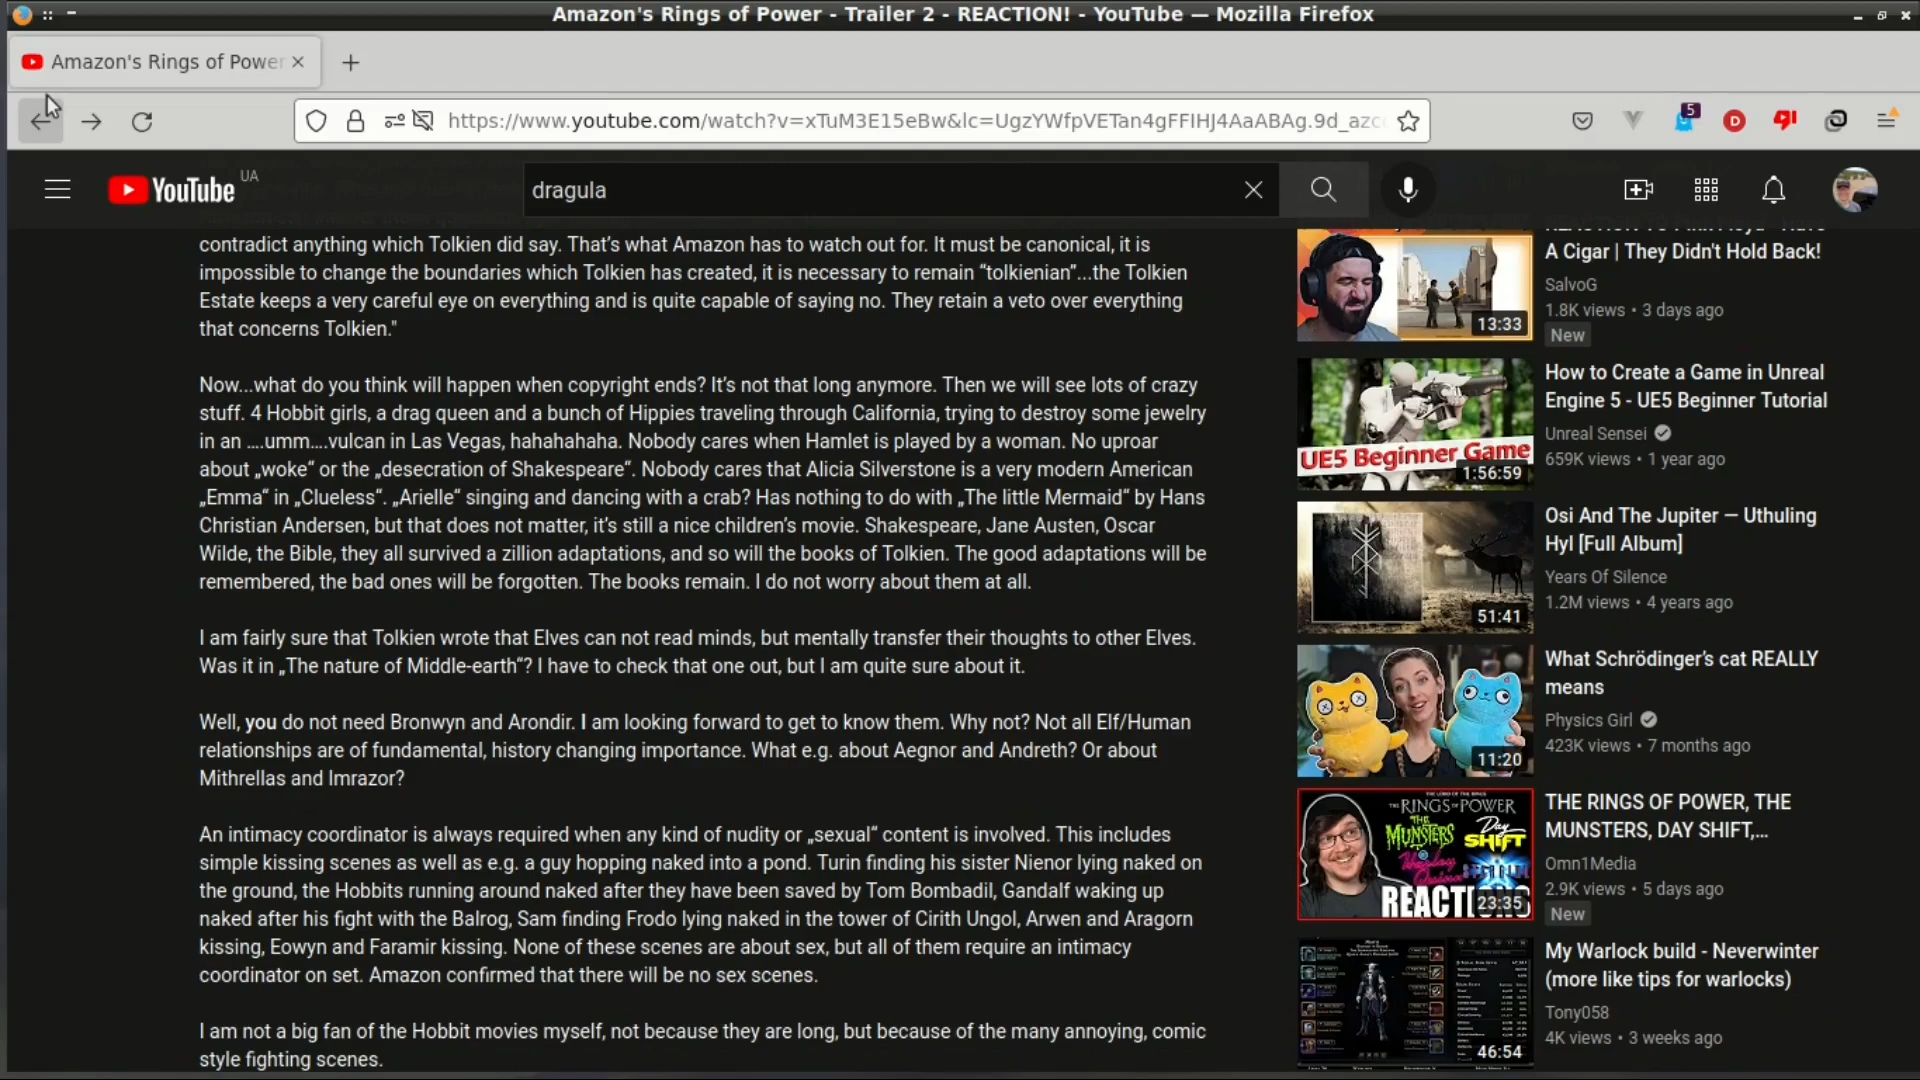 Amazon's Rings of Power - Trailer 2 - REACTION! - YouTube — Mozilla Firefox
Amazon's Rings of Power
https://www.youtube.com/watch?v=xTuM3E15eBw&lc=UgzYWfpVETan4gFFIHJ4AaABAg.9d_azc
5
YouTube UA
dragula
contradict anything which Tolkien did say. That’s what Amazon has to watch out for. It must be canonical, it is
impossible to change the boundaries which Tolkien has created, it is necessary to remain “tolkienian”...the Tolkien
Estate keeps a very careful eye on everything and is quite capable of saying no. They retain a veto over everything
that concerns Tolkien."
Now...what do you think will happen when copyright ends? It’s not that long anymore. Then we will see lots of crazy
stuff. 4 Hobbit girls, a drag queen and a bunch of Hippies traveling through California, trying to destroy some jewelry
in an ....umm....vulcan in Las Vegas, hahahahaha. Nobody cares when Hamlet is played by a woman. No uproar
about „woke“ or the „desecration of Shakespeare“. Nobody cares that Alicia Silverstone is a very modern American
„Emma“ in „Clueless“. „Arielle“ singing and dancing with a crab? Has nothing to do with „The little Mermaid“ by Hans
Christian Andersen, but that does not matter, it’s still a nice children’s movie. Shakespeare, Jane Austen, Oscar
Wilde, the Bible, they all survived a zillion adaptations, and so will the books of Tolkien. The good adaptations will be
remembered, the bad ones will be forgotten. The books remain. I do not worry about them at all.
I am fairly sure that Tolkien wrote that Elves can not read minds, but mentally transfer their thoughts to other Elves.
Was it in „The nature of Middle-earth“? I have to check that one out, but I am quite sure about it.
Well, you do not need Bronwyn and Arondir. I am looking forward to get to know them. Why not? Not all Elf/Human
relationships are of fundamental, history changing importance. What e.g. about Aegnor and Andreth? Or about
Mithrellas and Imrazor?
An intimacy coordinator is always required when any kind of nudity or „sexual“ content is involved. This includes
simple kissing scenes as well as e.g. a guy hopping naked into a pond. Turin finding his sister Nienor lying naked on
the ground, the Hobbits running around naked after they have been saved by Tom Bombadil, Gandalf waking up
naked after his fight with the Balrog, Sam finding Frodo lying naked in the tower of Cirith Ungol, Arwen and Aragorn
kissing, Eowyn and Faramir kissing. None of these scenes are about sex, but all of them require an intimacy
coordinator on set. Amazon confirmed that there will be no sex scenes.
I am not a big fan of the Hobbit movies myself, not because they are long, but because of the many annoying, comic
style fighting scenes.
A Cigar | They Didn't Hold Back!
SalvoG
1.8K views • 3 days ago
New
13:33
How to Create a Game in Unreal
Engine 5 - UE5 Beginner Tutorial
Unreal Sensei
659K views • 1 year ago
UE5 Beginner Game
1:56:59
Osi And The Jupiter — Uthuling
Hyl [Full Album]
Years Of Silence
1.2M views • 4 years ago
51:41
What Schrödinger’s cat REALLY
means
Physics Girl
423K views • 7 months ago
11:20
THE RINGS OF POWER, THE
MUNSTERS, DAY SHIFT,...
Omn1Media
2.9K views • 5 days ago
New
THE RINGS OF POWER
THE MUNSTERS
Day SHIFT
23:35
My Warlock build - Neverwinter
(more like tips for warlocks)
Tony058
4K views • 3 weeks ago
46:54